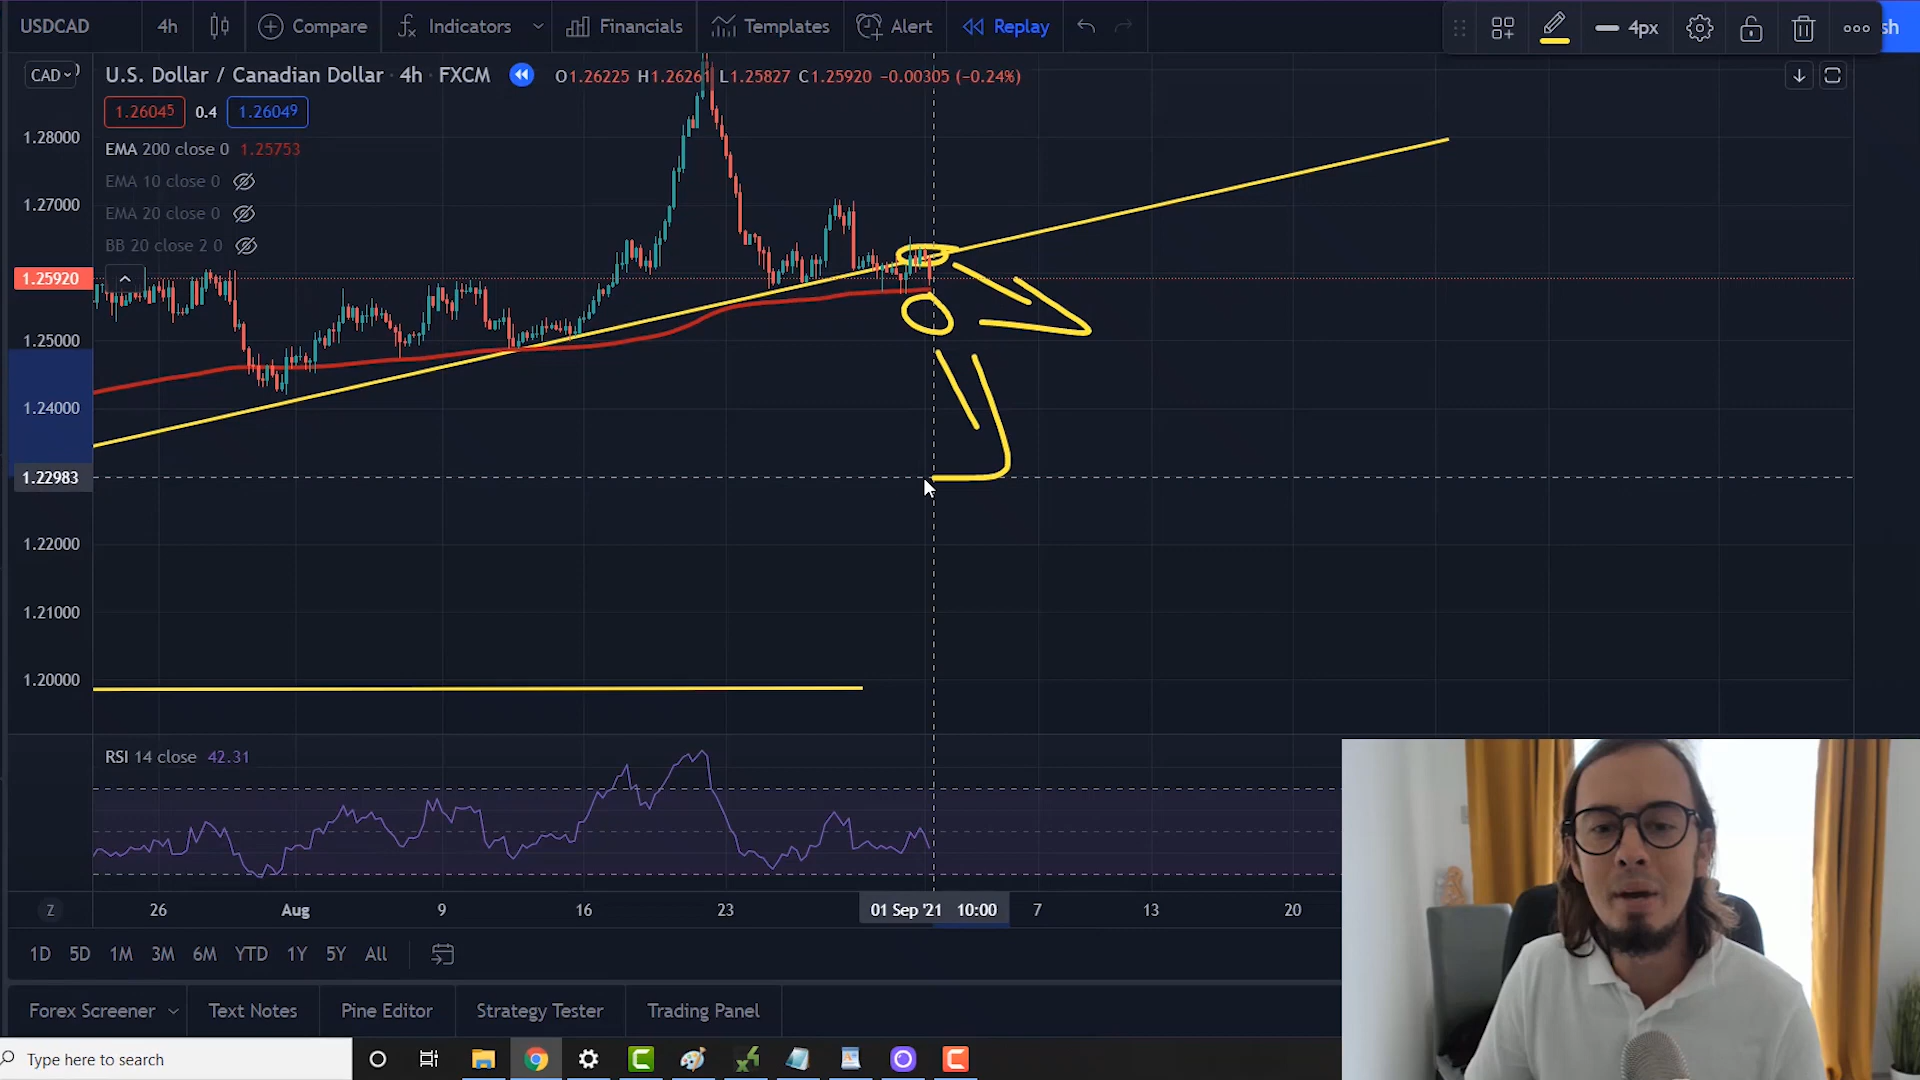 USDCAD 4h Compare Indicators Financials Templates Alert Replay 4px sh
CAD U.S. Dollar / Canadian Dollar · 4h · FXCM O1.26225 H1.26261 L1.25827 C1.25920 −0.00305 (−0.24%)
1.26045 0.4 1.26049
1.28000
EMA 200 close 0 1.25753
EMA 10 close 0
1.27000
EMA 20 close 0
BB 20 close 2 0
1.25920
1.25000
1.24000
1.22983
1.22000
1.21000
1.20000
RSI 14 close 42.31
Z 26 Aug 9 16 23 01 Sep '21 10:00 7 13 20
1D 5D 1M 3M 6M YTD 1Y 5Y All
Forex Screener Text Notes Pine Editor Strategy Tester Trading Panel
Type here to search